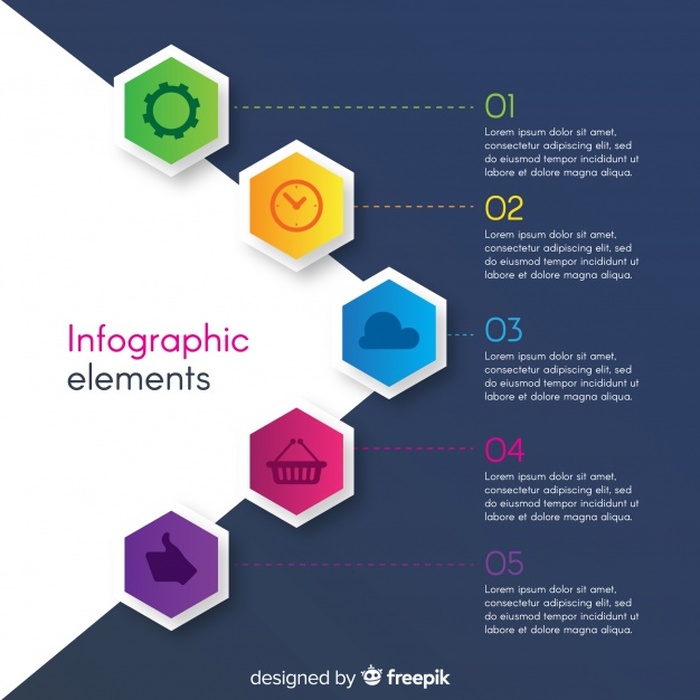 01
Lorem ipsum dolor sit amet,
consectetur adipiscing elit, sed
do eiusmod tempor incididunt ut
labore et dolore magna aliqua.
02
Lorem ipsum dolor sit amet,
consectetur adipiscing elit, sed
do eiusmod tempor incididunt ut
labore et dolore magna aliqua.
Infographic
elements
03
Lorem ipsum dolor sit amet,
consectetur adipiscing elit, sed
do eiusmod tempor incididunt ut
labore et dolore magna aliqua.
04
Lorem ipsum dolor sit amet,
consectetur adipiscing elit, sed
do eiusmod tempor incididunt ut
labore et dolore magna aliqua.
05
Lorem ipsum dolor sit amet,
consectetur adipiscing elit, sed
do eiusmod tempor incididunt ut
labore et dolore magna aliqua.
designed by freepik